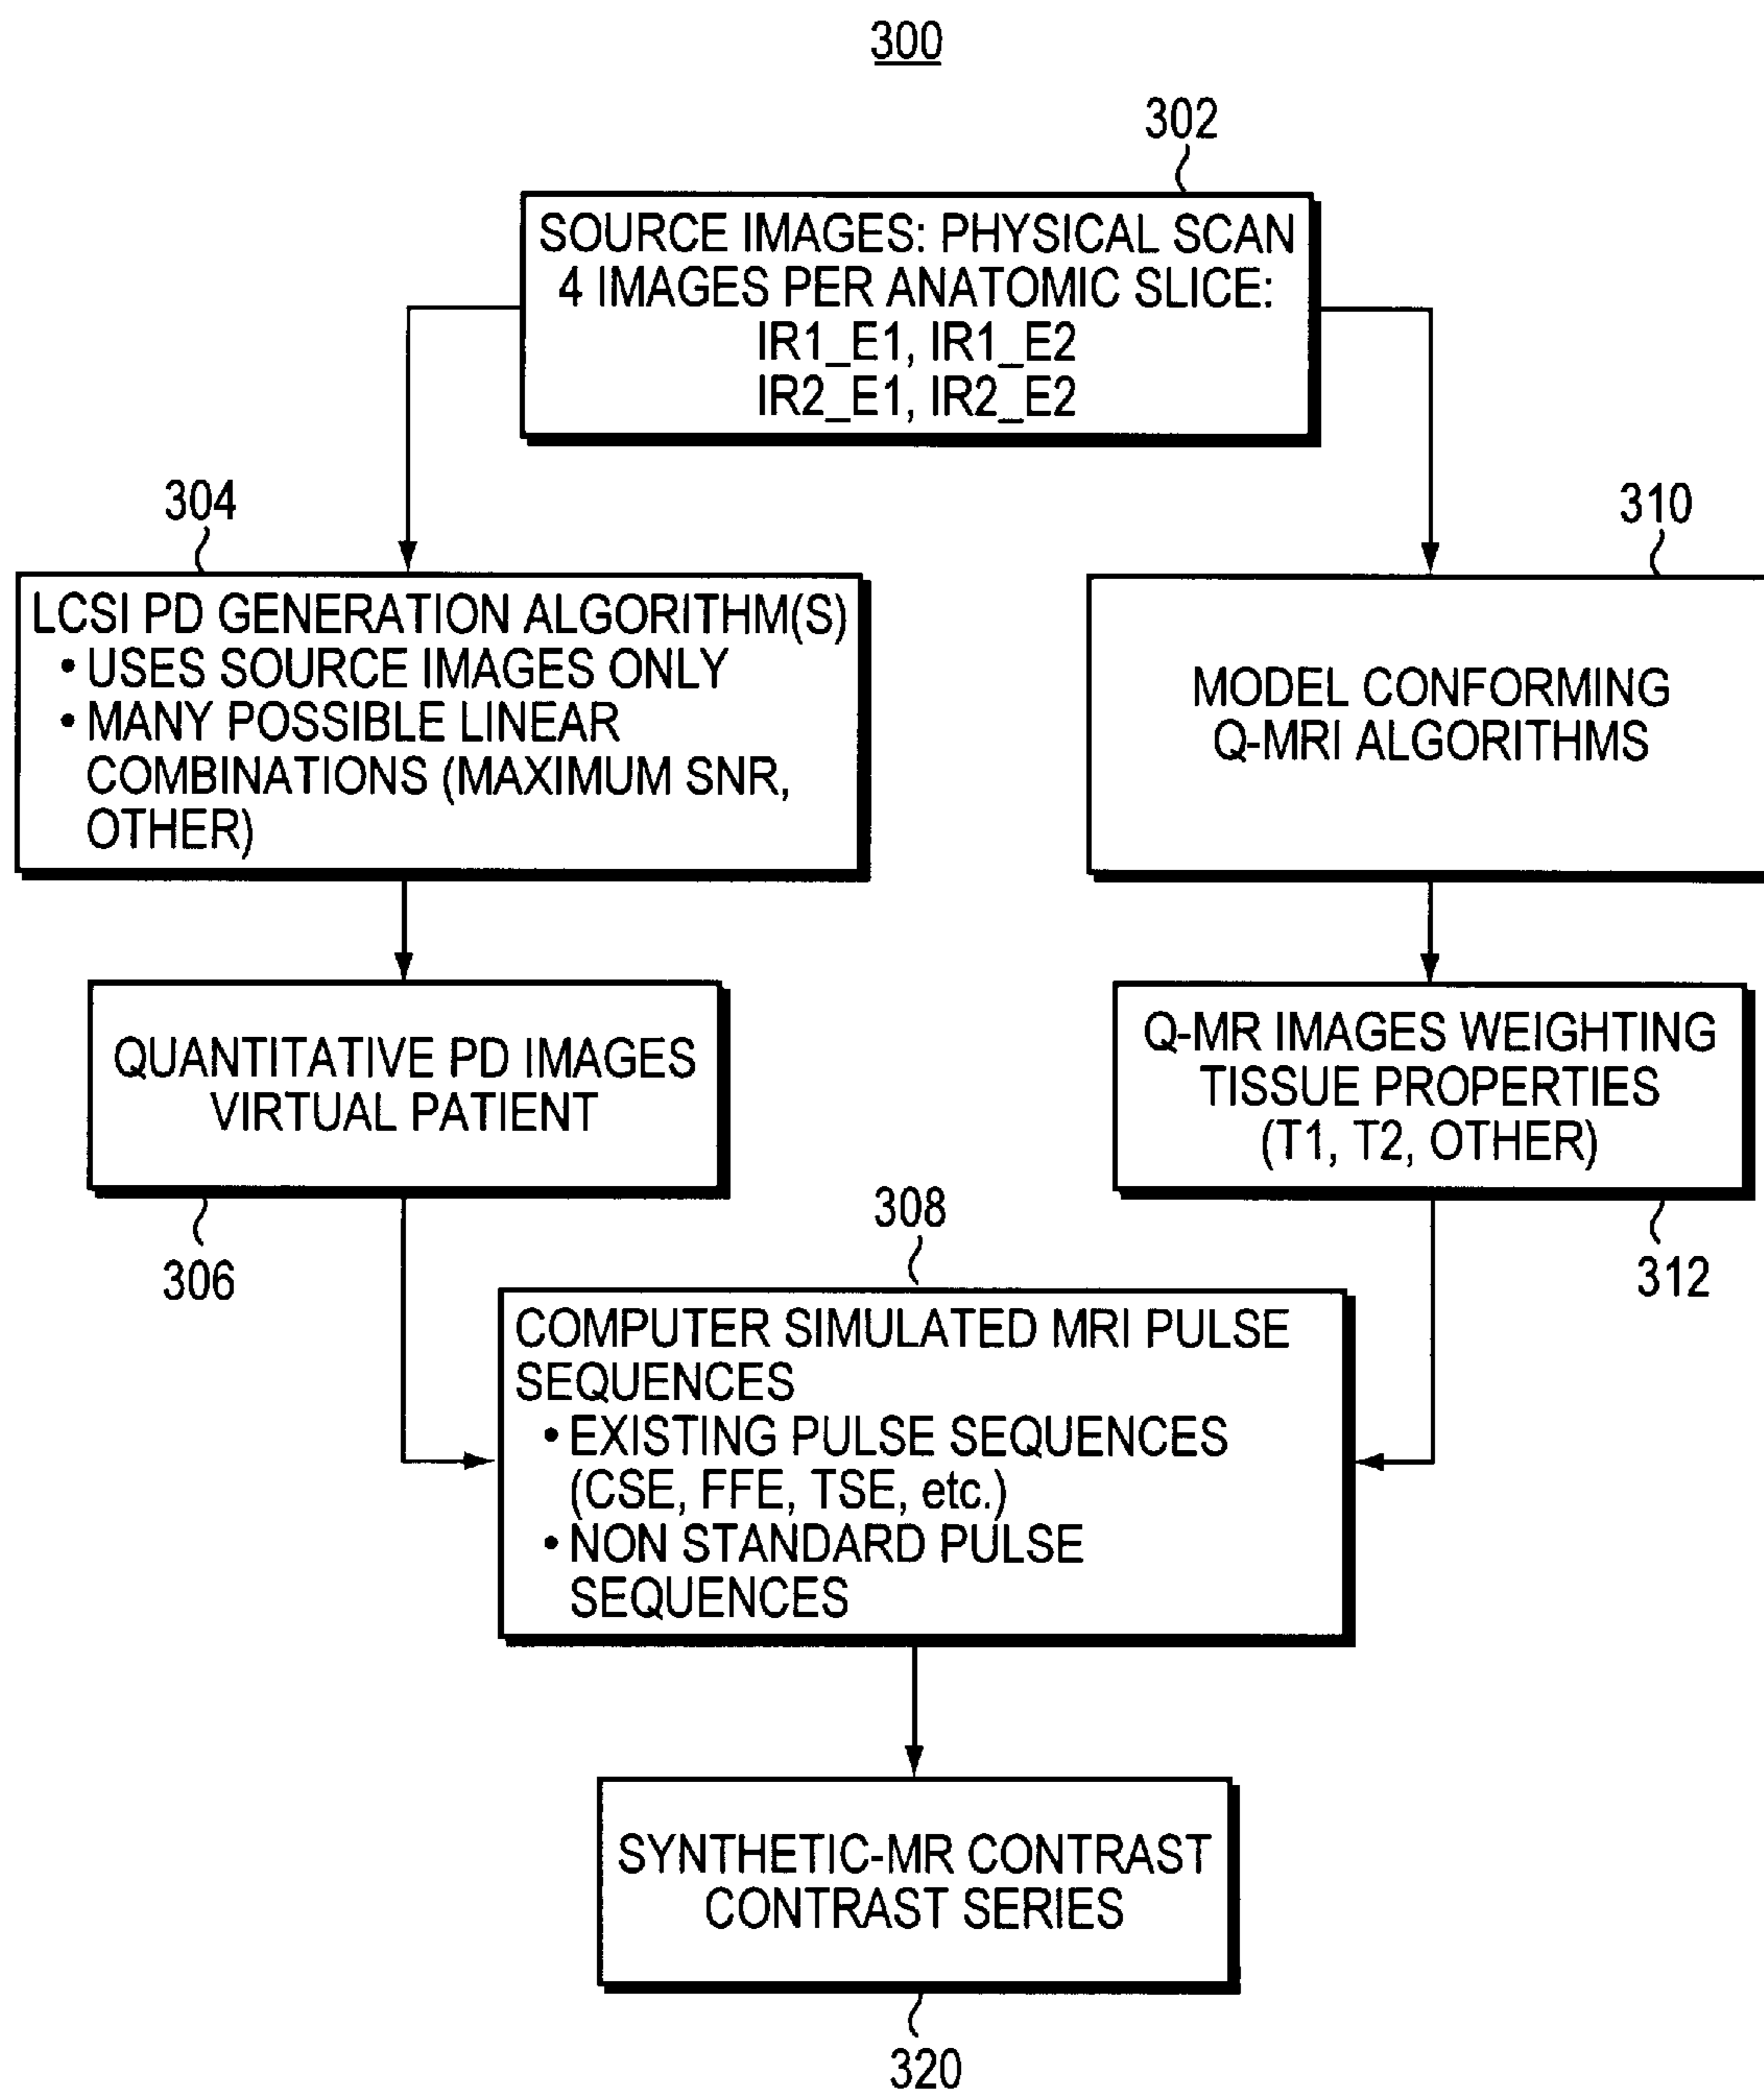 300
302
SOURCE IMAGES: PHYSICAL SCAN
4 IMAGES PER ANATOMIC SLICE:
IR1_E1, IR1_E2
IR2_E1, IR2_E2
304
LCSI PD GENERATION ALGORITHM(S)
• USES SOURCE IMAGES ONLY
• MANY POSSIBLE LINEAR
COMBINATIONS (MAXIMUM SNR,
OTHER)
310
MODEL CONFORMING
Q-MRI ALGORITHMS
QUANTITATIVE PD IMAGES
VIRTUAL PATIENT
306
Q-MR IMAGES WEIGHTING
TISSUE PROPERTIES
(T1, T2, OTHER)
312
308
COMPUTER SIMULATED MRI PULSE
SEQUENCES
• EXISTING PULSE SEQUENCES
(CSE, FFE, TSE, etc.)
• NON STANDARD PULSE
SEQUENCES
SYNTHETIC-MR CONTRAST
CONTRAST SERIES
320